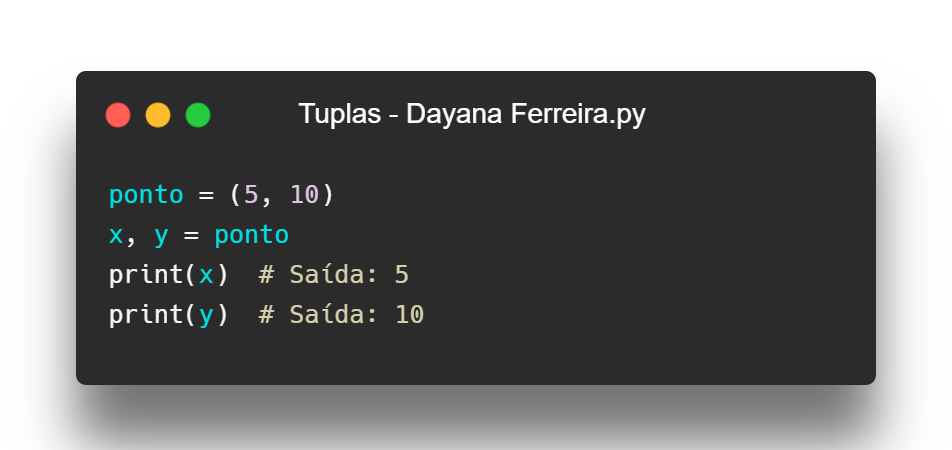 Tuplas - Dayana Ferreira.py
ponto = (5, 10)
x, y = ponto
print(x)  # Saída: 5
print(y)  # Saída: 10